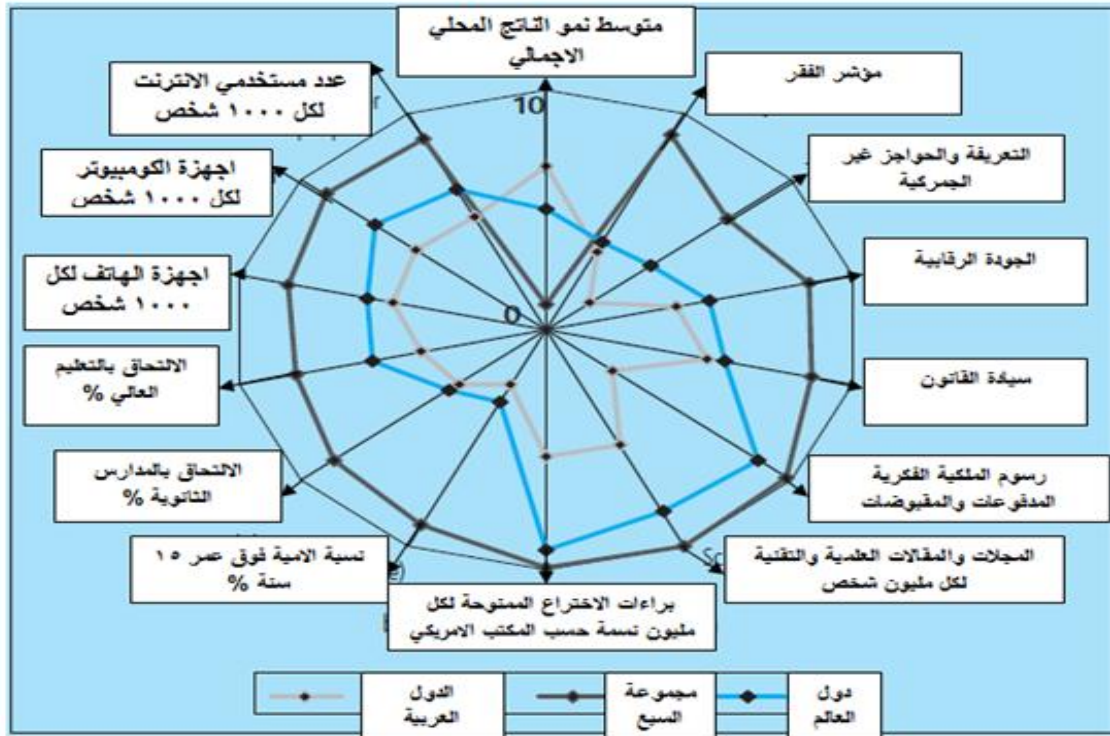 متوسط نمو الناتج المحلي
الاجمالي
مؤشر الفقر
التعريفة والحواجز غير
الجمركية
الجودة الرقابية
سيادة القانون
رسوم الملكية الفكرية
المدفوعات والمقبوضات
المجلات والمقالات العلمية والتقنية
لكل مليون شخص
براءات الاختراع الممنوحة لكل
مليون نسمة حسب المكتب الامريكي
نسبة الامية فوق عمر ١٥
سنة %
الالتحاق بالمدارس
الثانوية %
الالتحاق بالتعليم
العالي %
اجهزة الهاتف لكل
١٠٠٠ شخص
اجهزة الكومبيوتر
لكل ١٠٠٠ شخص
عدد مستخدمي الانترنت
لكل ١٠٠٠ شخص
10
0
دول
العالم
مجموعة
السبع
الدول
العربية